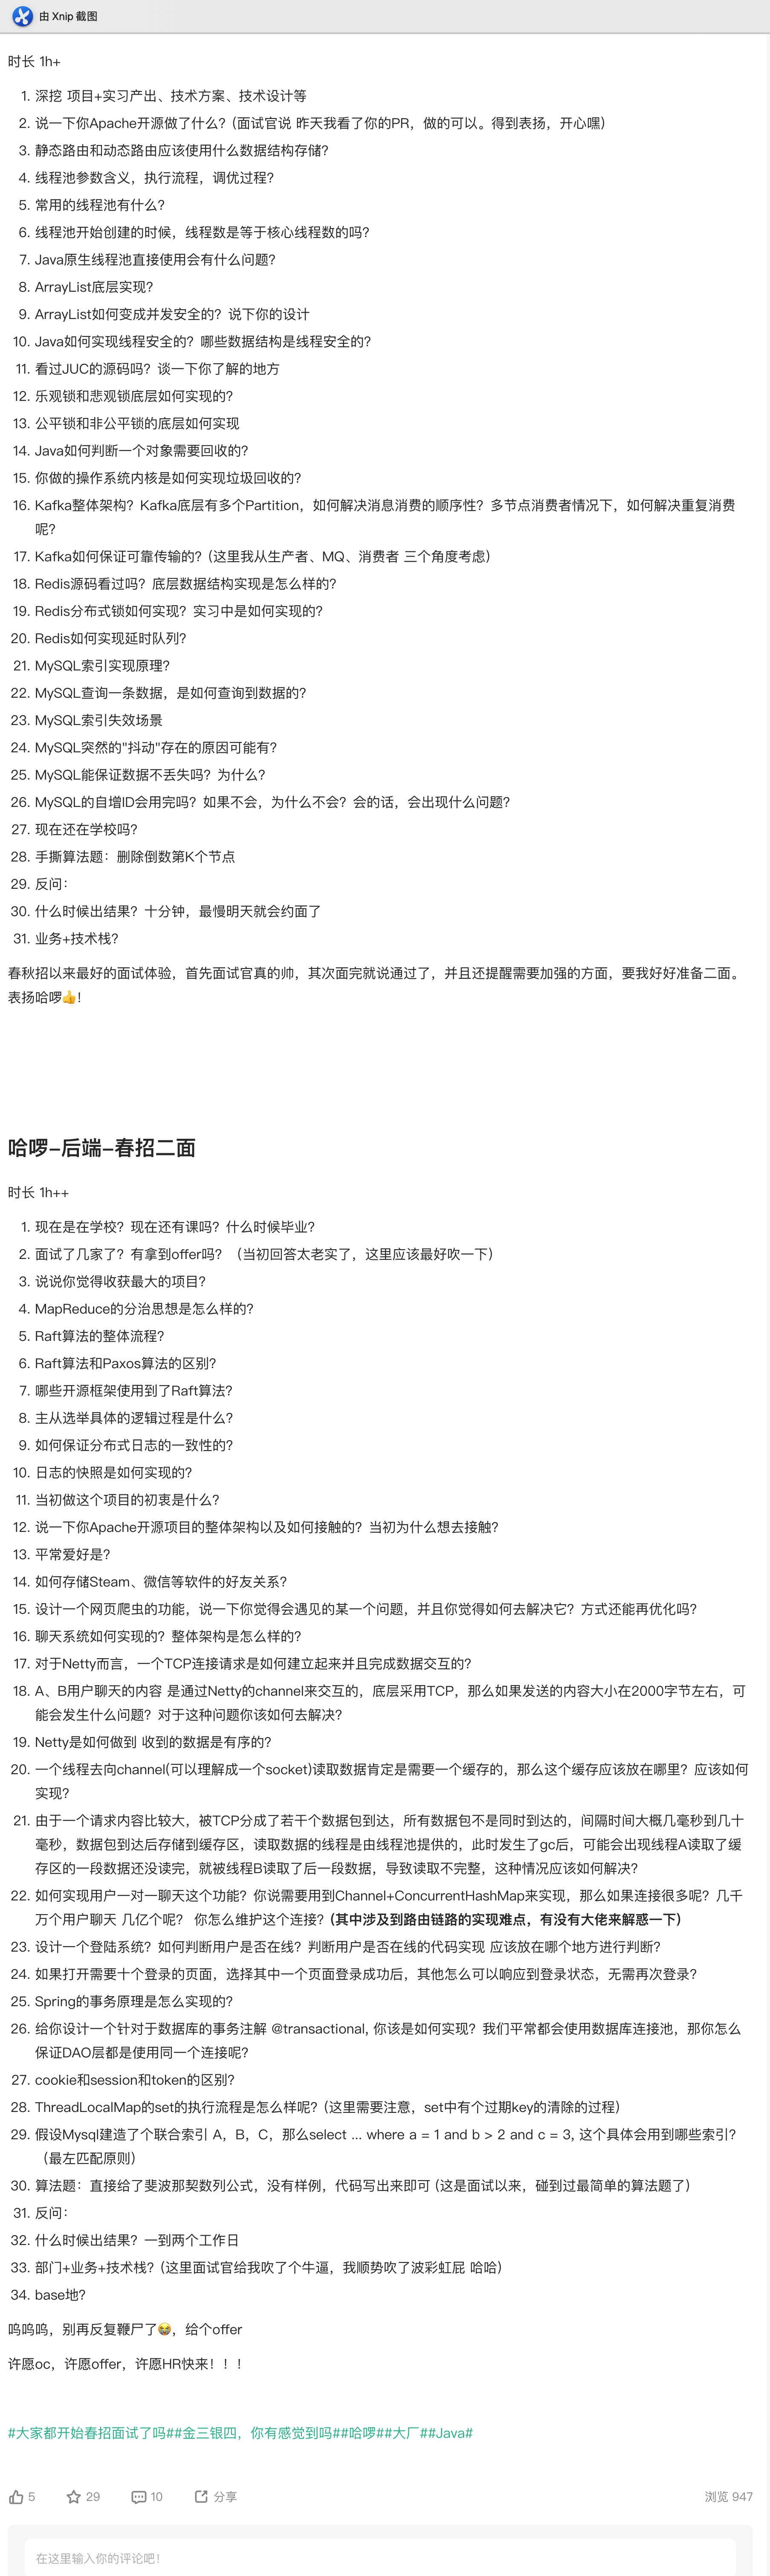 由 Xnip 截图
时长 1h+
1. 深挖 项目+实习产出、技术方案、技术设计等
2. 说一下你Apache开源做了什么？(面试官说 昨天我看了你的PR，做的可以。得到表扬，开心嘿)
3. 静态路由和动态路由应该使用什么数据结构存储？
4. 线程池参数含义，执行流程，调优过程？
5. 常用的线程池有什么？
6. 线程池开始创建的时候，线程数是等于核心线程数的吗？
7. Java原生线程池直接使用会有什么问题？
8. ArrayList底层实现？
9. ArrayList如何变成并发安全的？说下你的设计
10. Java如何实现线程安全的？哪些数据结构是线程安全的？
11. 看过JUC的源码吗？谈一下你了解的地方
12. 乐观锁和悲观锁底层如何实现的？
13. 公平锁和非公平锁的底层如何实现
14. Java如何判断一个对象需要回收的？
15. 你做的操作系统内核是如何实现垃圾回收的？
16. Kafka整体架构？Kafka底层有多个Partition，如何解决消息消费的顺序性？多节点消费者情况下，如何解决重复消费
呢？
17. Kafka如何保证可靠传输的？(这里我从生产者、MQ、消费者 三个角度考虑)
18. Redis源码看过吗？底层数据结构实现是怎么样的？
19. Redis分布式锁如何实现？实习中是如何实现的？
20. Redis如何实现延时队列？
21. MySQL索引实现原理？
22. MySQL查询一条数据，是如何查询到数据的？
23. MySQL索引失效场景
24. MySQL突然的"抖动"存在的原因可能有？
25. MySQL能保证数据不丢失吗？为什么？
26. MySQL的自增ID会用完吗？如果不会，为什么不会？会的话，会出现什么问题？
27. 现在还在学校吗？
28. 手撕算法题：删除倒数第K个节点
29. 反问：
30. 什么时候出结果？十分钟，最慢明天就会约面了
31. 业务+技术栈？
春秋招以来最好的面试体验，首先面试官真的帅，其次面完就说通过了，并且还提醒需要加强的方面，要我好好准备二面。
表扬哈啰👍！
哈啰–后端–春招二面
时长 1h++
1. 现在是在学校？现在还有课吗？什么时候毕业？
2. 面试了几家了？有拿到offer吗？（当初回答太老实了，这里应该最好吹一下）
3. 说说你觉得收获最大的项目？
4. MapReduce的分治思想是怎么样的？
5. Raft算法的整体流程？
6. Raft算法和Paxos算法的区别？
7. 哪些开源框架使用到了Raft算法？
8. 主从选举具体的逻辑过程是什么？
9. 如何保证分布式日志的一致性的？
10. 日志的快照是如何实现的？
11. 当初做这个项目的初衷是什么？
12. 说一下你Apache开源项目的整体架构以及如何接触的？当初为什么想去接触？
13. 平常爱好是？
14. 如何存储Steam、微信等软件的好友关系？
15. 设计一个网页爬虫的功能，说一下你觉得会遇见的某一个问题，并且你觉得如何去解决它？方式还能再优化吗？
16. 聊天系统如何实现的？整体架构是怎么样的？
17. 对于Netty而言，一个TCP连接请求是如何建立起来并且完成数据交互的？
18. A、B用户聊天的内容 是通过Netty的channel来交互的，底层采用TCP，那么如果发送的内容大小在2000字节左右，可
能会发生什么问题？对于这种问题你该如何去解决？
19. Netty是如何做到 收到的数据是有序的？
20. 一个线程去向channel(可以理解成一个socket)读取数据肯定是需要一个缓存的，那么这个缓存应该放在哪里？应该如何
实现？
21. 由于一个请求内容比较大，被TCP分成了若干个数据包到达，所有数据包不是同时到达的，间隔时间大概几毫秒到几十
毫秒，数据包到达后存储到缓存区，读取数据的线程是由线程池提供的，此时发生了gc后，可能会出现线程A读取了缓
存区的一段数据还没读完，就被线程B读取了后一段数据，导致读取不完整，这种情况应该如何解决？
22. 如何实现用户一对一聊天这个功能？你说需要用到Channel+ConcurrentHashMap来实现，那么如果连接很多呢？几千
万个用户聊天 几亿个呢？ 你怎么维护这个连接？(其中涉及到路由链路的实现难点，有没有大佬来解惑一下)
23. 设计一个登陆系统？如何判断用户是否在线？判断用户是否在线的代码实现 应该放在哪个地方进行判断？
24. 如果打开需要十个登录的页面，选择其中一个页面登录成功后，其他怎么可以响应到登录状态，无需再次登录？
25. Spring的事务原理是怎么实现的？
26. 给你设计一个针对于数据库的事务注解 @transactional, 你该是如何实现？我们平常都会使用数据库连接池，那你怎么
保证DAO层都是使用同一个连接呢？
27. cookie和session和token的区别？
28. ThreadLocalMap的set的执行流程是怎么样呢？(这里需要注意，set中有个过期key的清除的过程)
29. 假设Mysql建造了个联合索引 A，B，C，那么select ... where a = 1 and b > 2 and c = 3, 这个具体会用到哪些索引？
（最左匹配原则）
30. 算法题：直接给了斐波那契数列公式，没有样例，代码写出来即可 (这是面试以来，碰到过最简单的算法题了)
31. 反问：
32. 什么时候出结果？一到两个工作日
33. 部门+业务+技术栈？(这里面试官给我吹了个牛逼，我顺势吹了波彩虹屁 哈哈)
34. base地？
呜呜呜，别再反复鞭尸了😭，给个offer
许愿oc，许愿offer，许愿HR快来！！！
#大家都开始春招面试了吗##金三银四，你有感觉到吗##哈啰##大厂##Java#
5 29 10 分享 浏览 947
在这里输入你的评论吧！